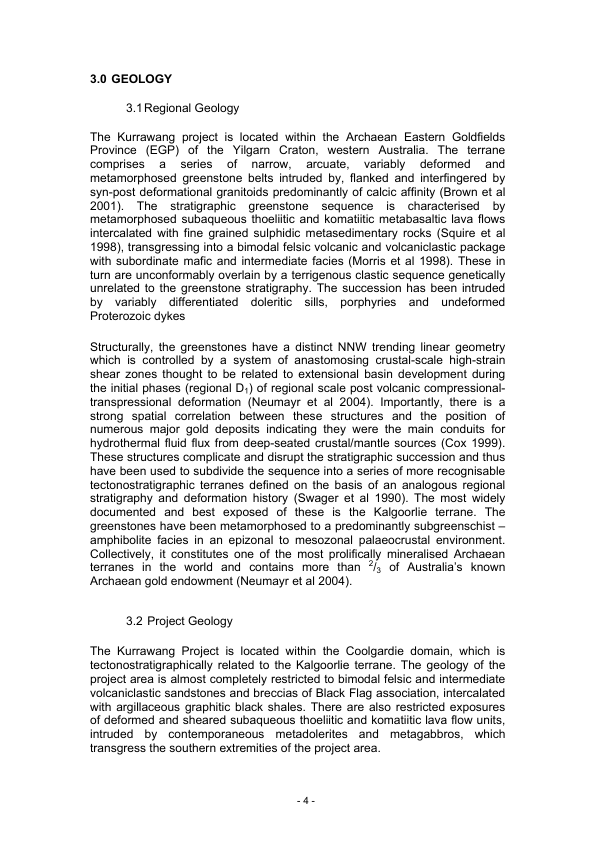 3.0 GEOLOGY
3.1 Regional Geology
The Kurrawang project is located within the Archaean Eastern Goldfields
Province (EGP) of the Yilgarn Craton, western Australia. The terrane
comprises a series of narrow, arcuate, variably deformed and
metamorphosed greenstone belts intruded by, flanked and interfingered by
syn-post deformational granitoids predominantly of calcic affinity (Brown et al
2001). The stratigraphic greenstone sequence is characterised by
metamorphosed subaqueous thoeliitic and komatiitic metabasaltic lava flows
intercalated with fine grained sulphidic metasedimentary rocks (Squire et al
1998), transgressing into a bimodal felsic volcanic and volcaniclastic package
with subordinate mafic and intermediate facies (Morris et al 1998). These in
turn are unconformably overlain by a terrigenous clastic sequence genetically
unrelated to the greenstone stratigraphy. The succession has been intruded
by variably differentiated doleritic sills, porphyries and undeformed
Proterozoic dykes
Structurally, the greenstones have a distinct NNW trending linear geometry
which is controlled by a system of anastomosing crustal-scale high-strain
shear zones thought to be related to extensional basin development during
the initial phases (regional D₁) of regional scale post volcanic compressional-
transpressional deformation (Neumayr et al 2004). Importantly, there is a
strong spatial correlation between these structures and the position of
numerous major gold deposits indicating they were the main conduits for
hydrothermal fluid flux from deep-seated crustal/mantle sources (Cox 1999).
These structures complicate and disrupt the stratigraphic succession and thus
have been used to subdivide the sequence into a series of more recognisable
tectonostratigraphic terranes defined on the basis of an analogous regional
stratigraphy and deformation history (Swager et al 1990). The most widely
documented and best exposed of these is the Kalgoorlie terrane. The
greenstones have been metamorphosed to a predominantly subgreenschist –
amphibolite facies in an epizonal to mesozonal palaeocrustal environment.
Collectively, it constitutes one of the most prolifically mineralised Archaean
terranes in the world and contains more than ²/₃ of Australia's known
Archaean gold endowment (Neumayr et al 2004).
3.2 Project Geology
The Kurrawang Project is located within the Coolgardie domain, which is
tectonostratigraphically related to the Kalgoorlie terrane. The geology of the
project area is almost completely restricted to bimodal felsic and intermediate
volcaniclastic sandstones and breccias of Black Flag association, intercalated
with argillaceous graphitic black shales. There are also restricted exposures
of deformed and sheared subaqueous thoeliitic and komatiitic lava flow units,
intruded by contemporaneous metadolerites and metagabbros, which
transgress the southern extremities of the project area.
- 4 -